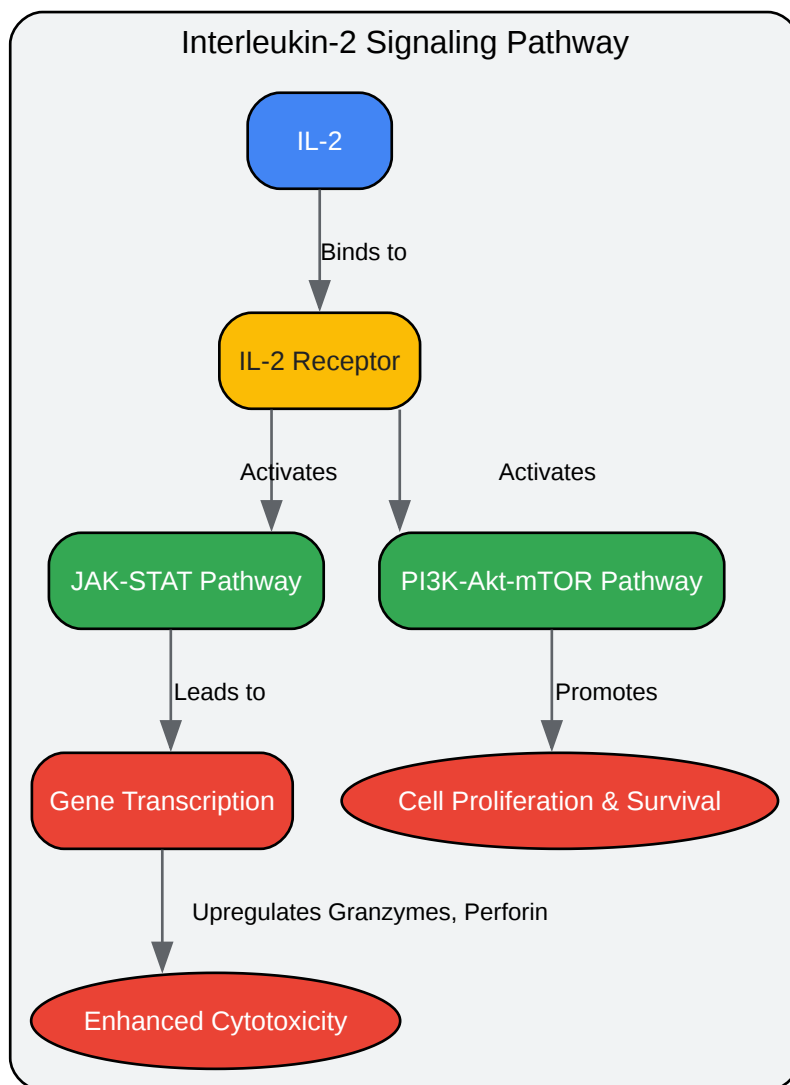 Interleukin-2 Signaling Pathway
IL-2
Binds to
IL-2 Receptor
Activates
Activates
JAK-STAT Pathway
PI3K-Akt-mTOR Pathway
Leads to
Promotes
Gene Transcription
Cell Proliferation & Survival
Upregulates Granzymes, Perforin
Enhanced Cytotoxicity